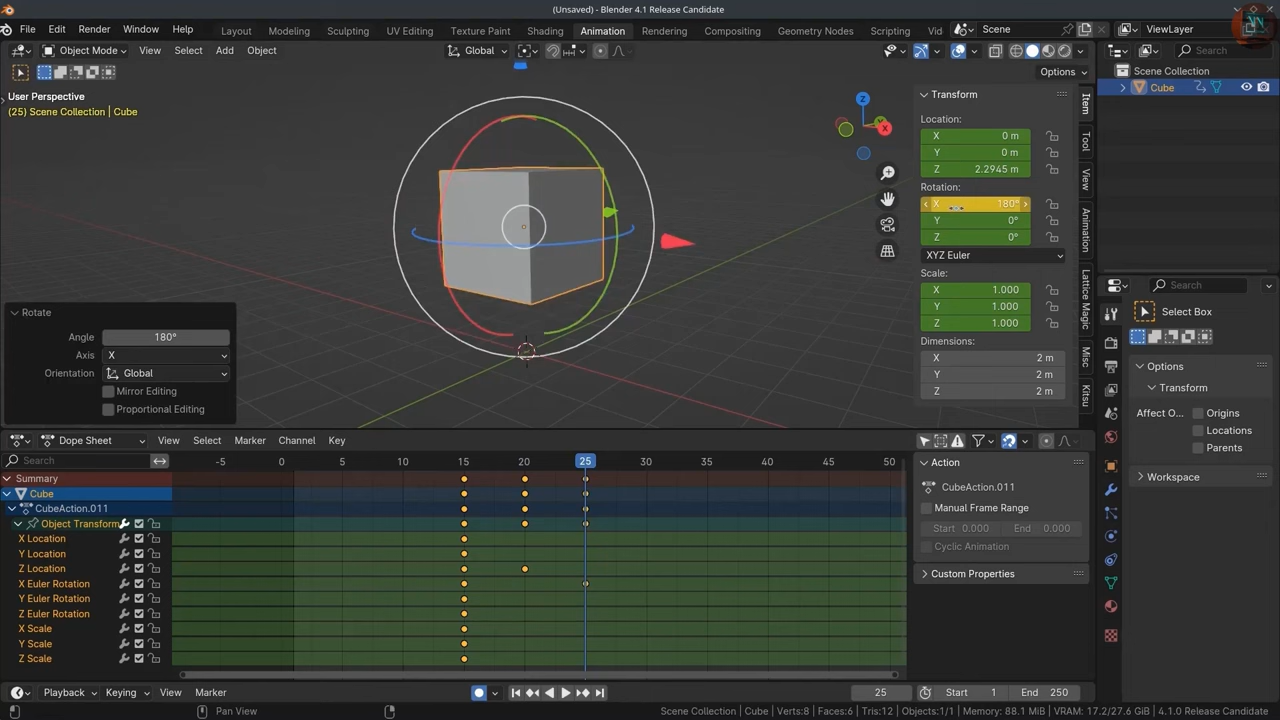 (Unsaved) - Blender 4.1 Release Candidate
File Edit Render Window Help Layout Modeling Sculpting UV Editing Texture Paint Shading Animation Rendering Compositing Geometry Nodes Scripting Scene ViewLayer
Object Mode View Select Add Object Global Search
Options
User Perspective
(25) Scene Collection | Cube
Z
X
Transform
Location:
X 0 m
Y 0 m
Z 2.2945 m
Rotation:
X 180°
Y 0°
Z 0°
XYZ Euler
Scale:
X 1.000
Y 1.000
Z 1.000
Dimensions:
X 2 m
Y 2 m
Z 2 m
Item
Tool
View
Animation
Lattice Magic
Misc
Kitsu
Scene Collection
Cube
Search
Select Box
Options
Transform
Affect O... Origins
Locations
Parents
Workspace
Rotate
Angle 180°
Axis X
Orientation Global
Mirror Editing
Proportional Editing
Dope Sheet View Select Marker Channel Key
Search
-5 0 5 10 15 20 25 30 35 40 45 50
Summary
Cube
CubeAction.011
Object Transform
X Location
Y Location
Z Location
X Euler Rotation
Y Euler Rotation
Z Euler Rotation
X Scale
Y Scale
Z Scale
Action
CubeAction.011
Manual Frame Range
Start 0.000 End 0.000
Cyclic Animation
Custom Properties
Playback Keying View Marker 25 Start 1 End 250
Pan View Scene Collection | Cube | Verts:8 | Faces:6 | Tris:12 | Objects:1/1 | Memory: 88.1 MiB | VRAM: 17.2/27.6 GiB | 4.1.0 Release Candidate